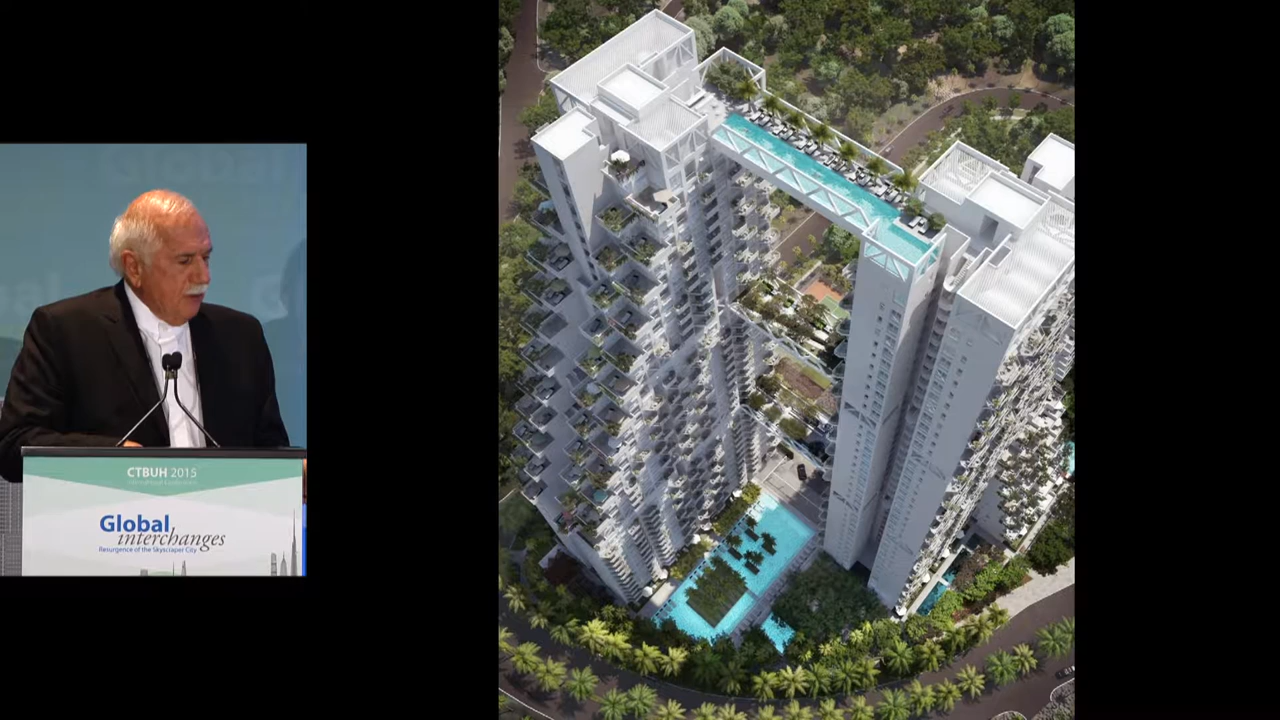 CTBUH 2015
Global
interchanges
Resurgence of the Skyscraper City